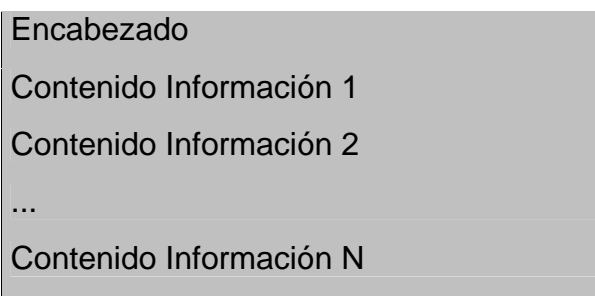 Encabezado
Contenido Información 1
Contenido Información 2
...
Contenido Información N